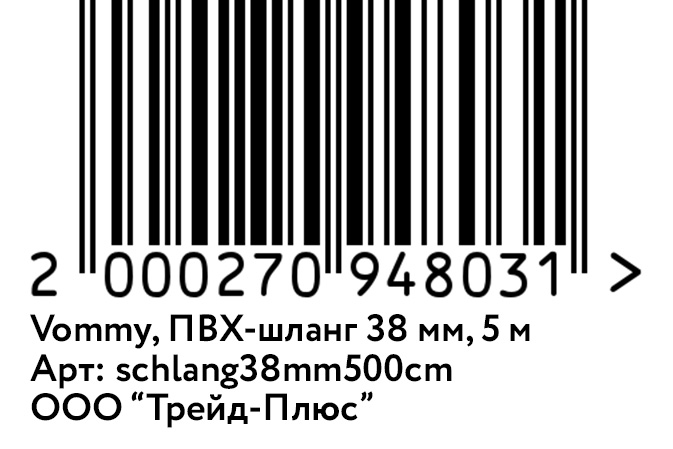 2 000270 948031 >
Vommy, ПВХ-шланг 38 мм, 5 м
Арт: schlang38mm500cm
ООО “Трейд-Плюс”